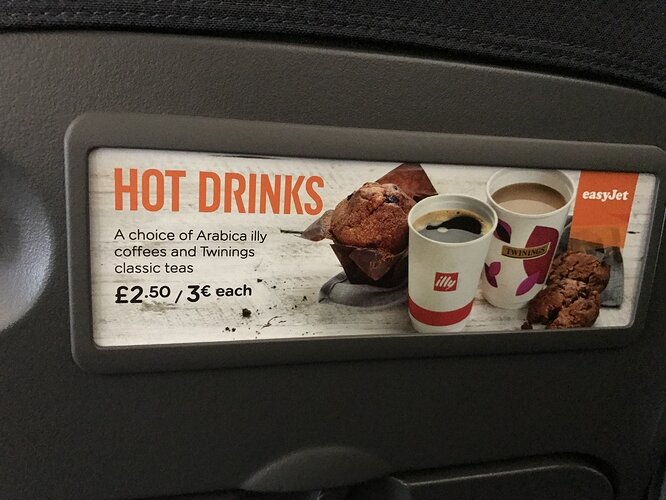 HOT DRINKS
A choice of Arabica illy
coffees and Twinings
classic teas
£2.50 / 3€ each
illy
TWININGS
easyJet